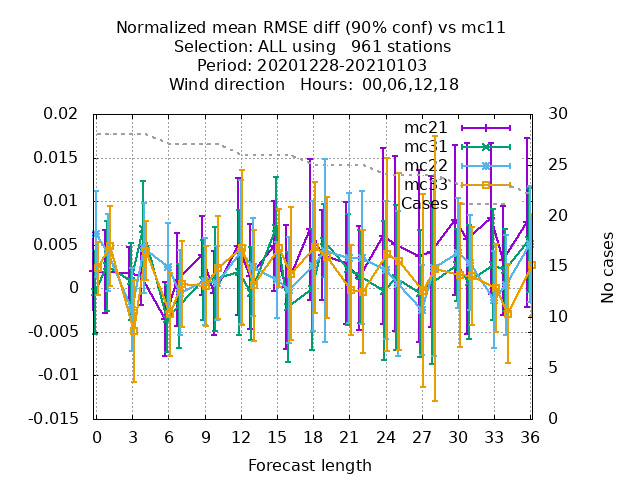 Normalized mean RMSE diff (90% conf) vs mc11
Selection: ALL using   961 stations
Period: 20201228-20210103
Wind direction   Hours:  00,06,12,18
0.02
0.015
0.01
0.005
0
-0.005
-0.01
-0.015
mc21
mc31
mc22
mc33
Cases
30
25
20
15
10
5
0
No cases
0 3 6 9 12 15 18 21 24 27 30 33 36
Forecast length